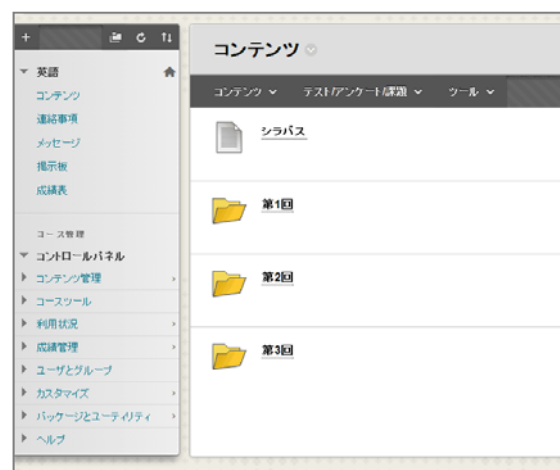 英語
コンテンツ
連絡事項
メッセージ
掲示板
成績表
コース管理
コントロールパネル
コンテンツ管理
コースツール
利用状況
成績管理
ユーザとグループ
カスタマイズ
パッケージとユーティリティ
ヘルプ
コンテンツ
コンテンツ テスト/アンケート/課題 ツール
シラバス
第1回
第2回
第3回